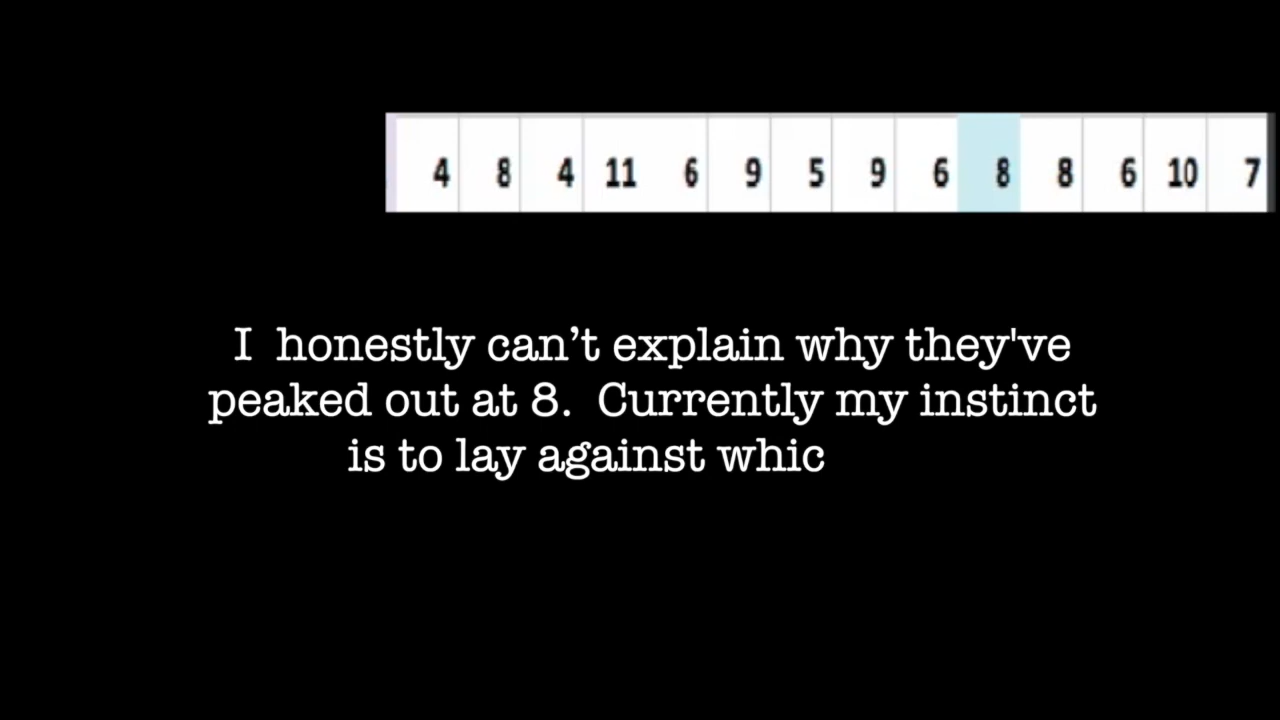 4 8 4 11 6 9 5 9 6 8 8 6 10 7
I honestly can’t explain why they've
peaked out at 8. Currently my instinct
is to lay against whic